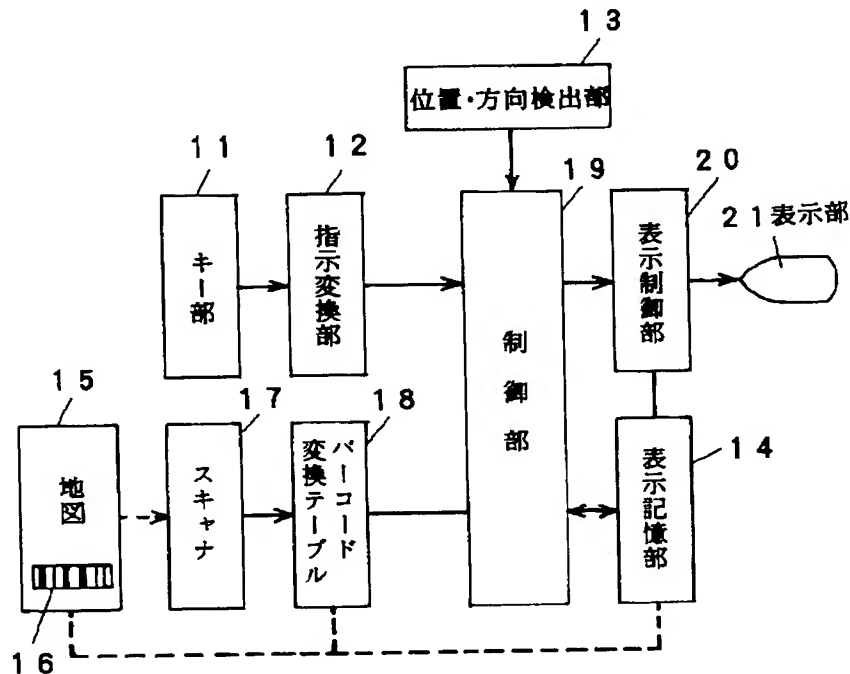 13
位置・方向検出部
11
12
19
20
21表示部
キー部
指示変換部
制御部
表示制御部
15
17
18
14
地図
スキャナ
バーコード
変換テーブル
表示記憶部
16